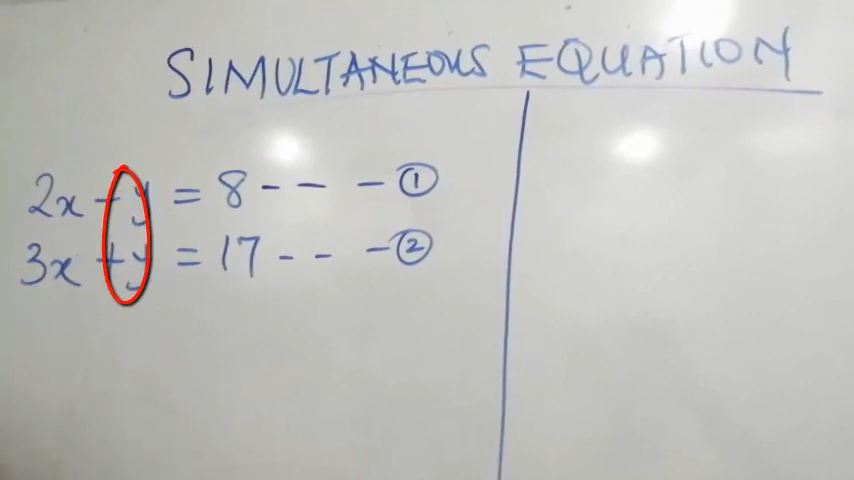 SIMULTANEOUS EQUATION
2x - y = 8 - - - ①
3x + y = 17 - - - ②